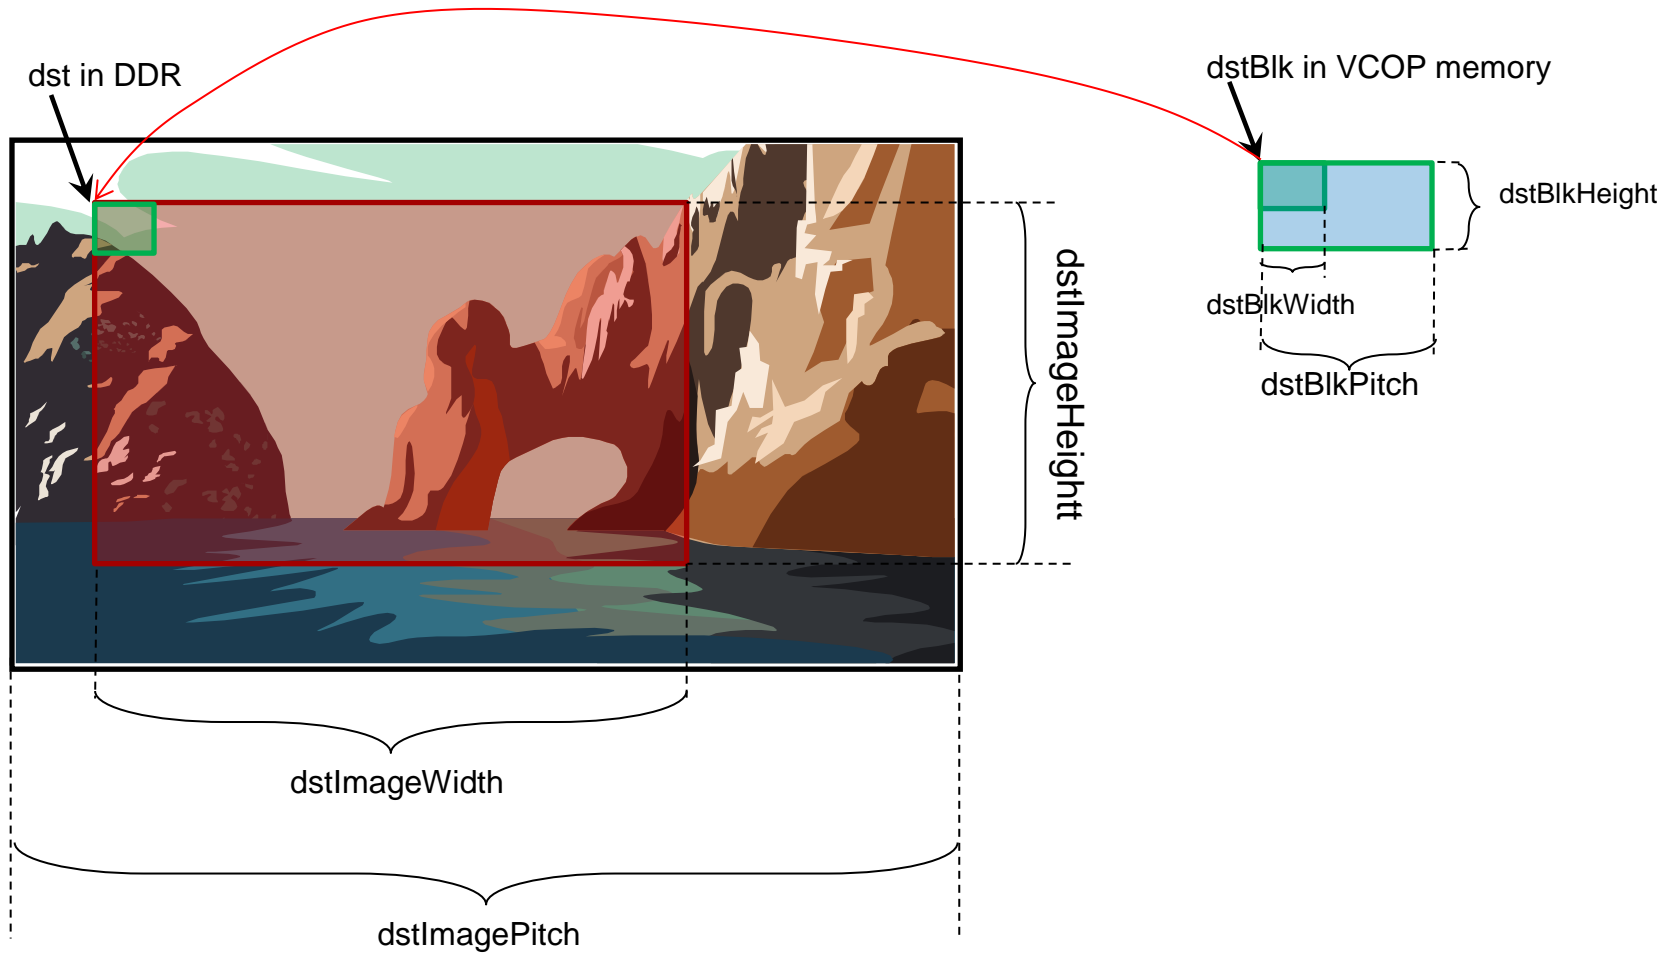 dst in DDR
dstBlk in VCOP memory
dstBlkHeight
dstBlkWidth
dstBlkPitch
dstImageHeightt
dstImageWidth
dstImagePitch